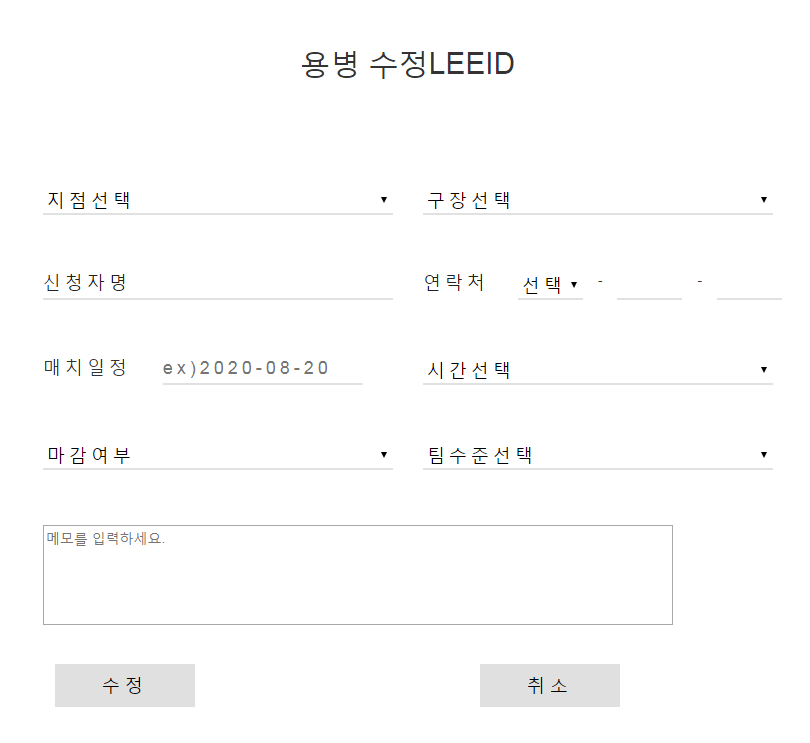 용병 수정LEEID
지점선택 구장선택
신청자명 연락처 선택 - -
매치일정 ex)2020-08-20 시간선택
마감여부 팀수준선택
메모를 입력하세요.
수정 취소